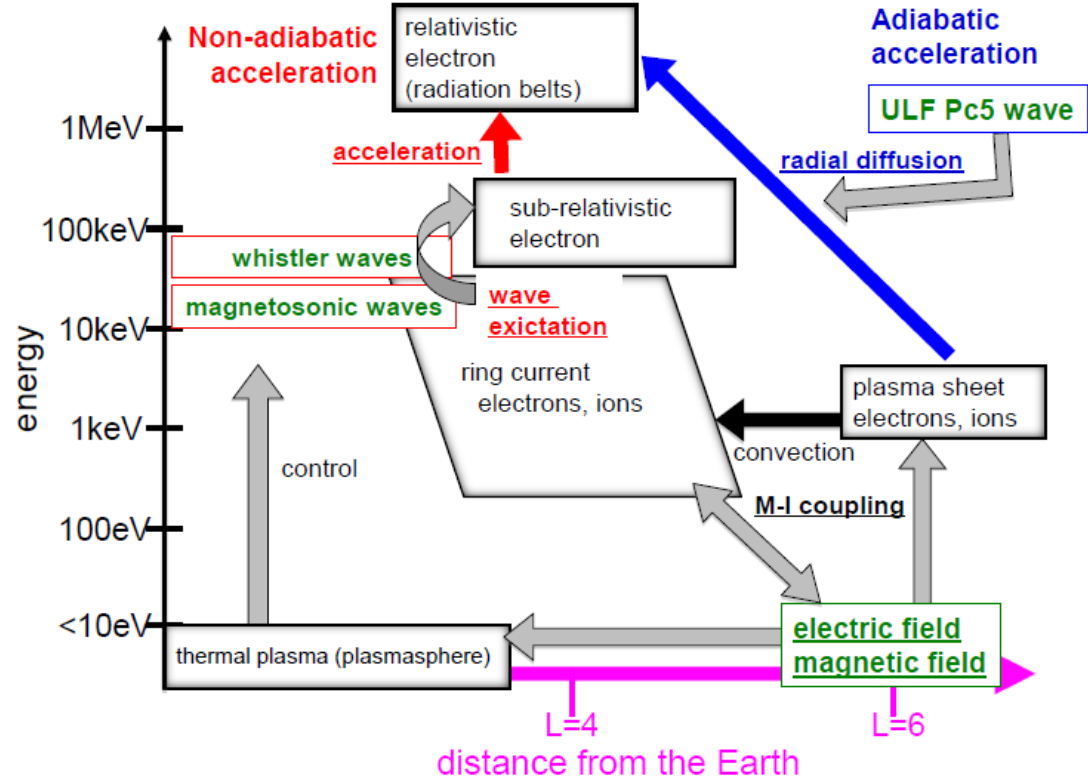 Non-adiabatic
acceleration
relativistic
electron
(radiation belts)
Adiabatic
acceleration
ULF Pc5 wave
1MeV
acceleration
radial diffusion
sub-relativistic
electron
100keV
whistler waves
magnetosonic waves
wave
exictation
10keV
energy
ring current
electrons, ions
plasma sheet
electrons, ions
1keV
convection
control
M-I coupling
100eV
<10eV
thermal plasma (plasmasphere)
electric field
magnetic field
L=4
L=6
distance from the Earth